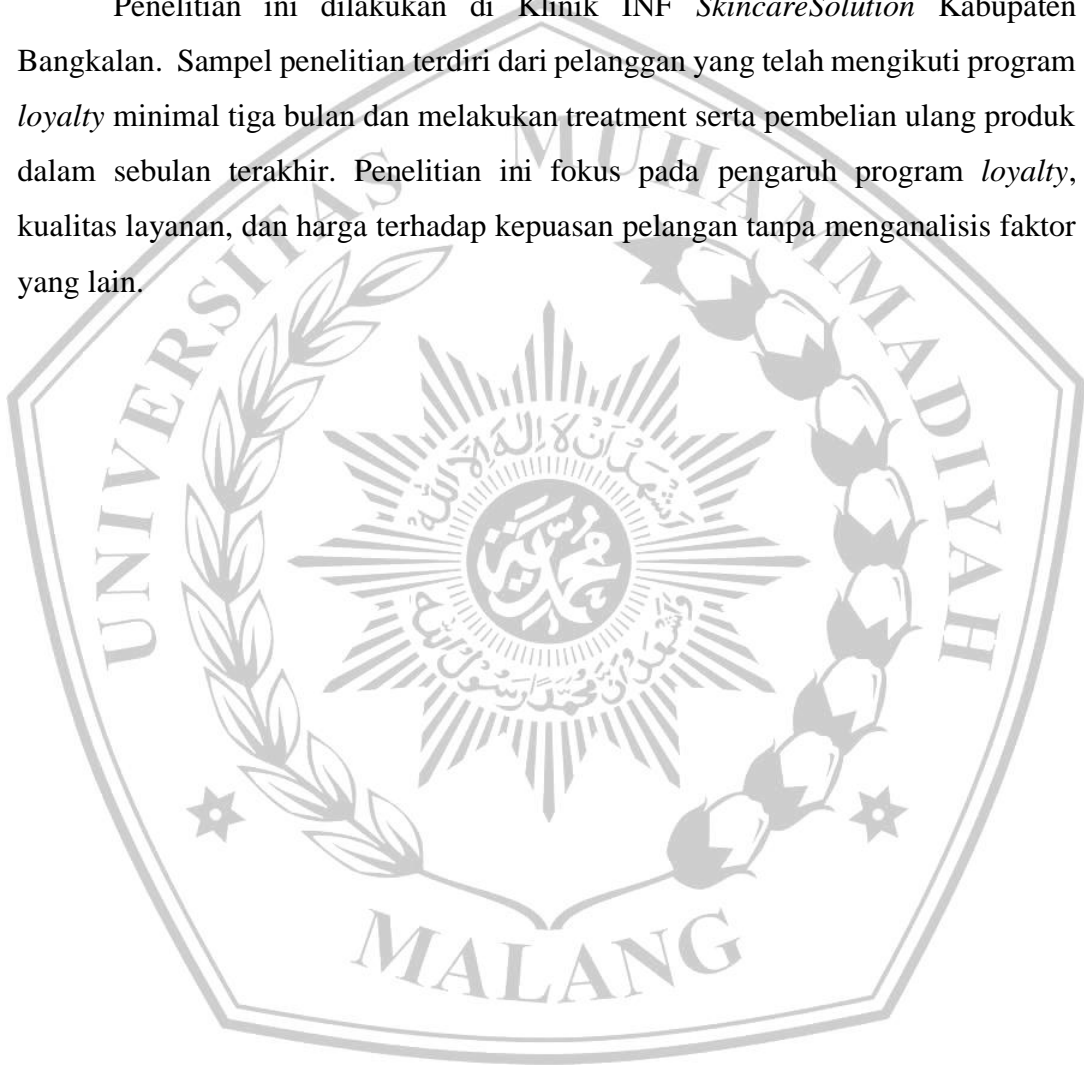 Penelitian ini dilakukan di Klinik INF SkincareSolution Kabupaten
Bangkalan. Sampel penelitian terdiri dari pelanggan yang telah mengikuti program
loyalty minimal tiga bulan dan melakukan treatment serta pembelian ulang produk
dalam sebulan terakhir. Penelitian ini fokus pada pengaruh program loyalty,
kualitas layanan, dan harga terhadap kepuasan pelangan tanpa menganalisis faktor
yang lain.
UNIVERSITAS MUHAMMADIYAH
MALANG